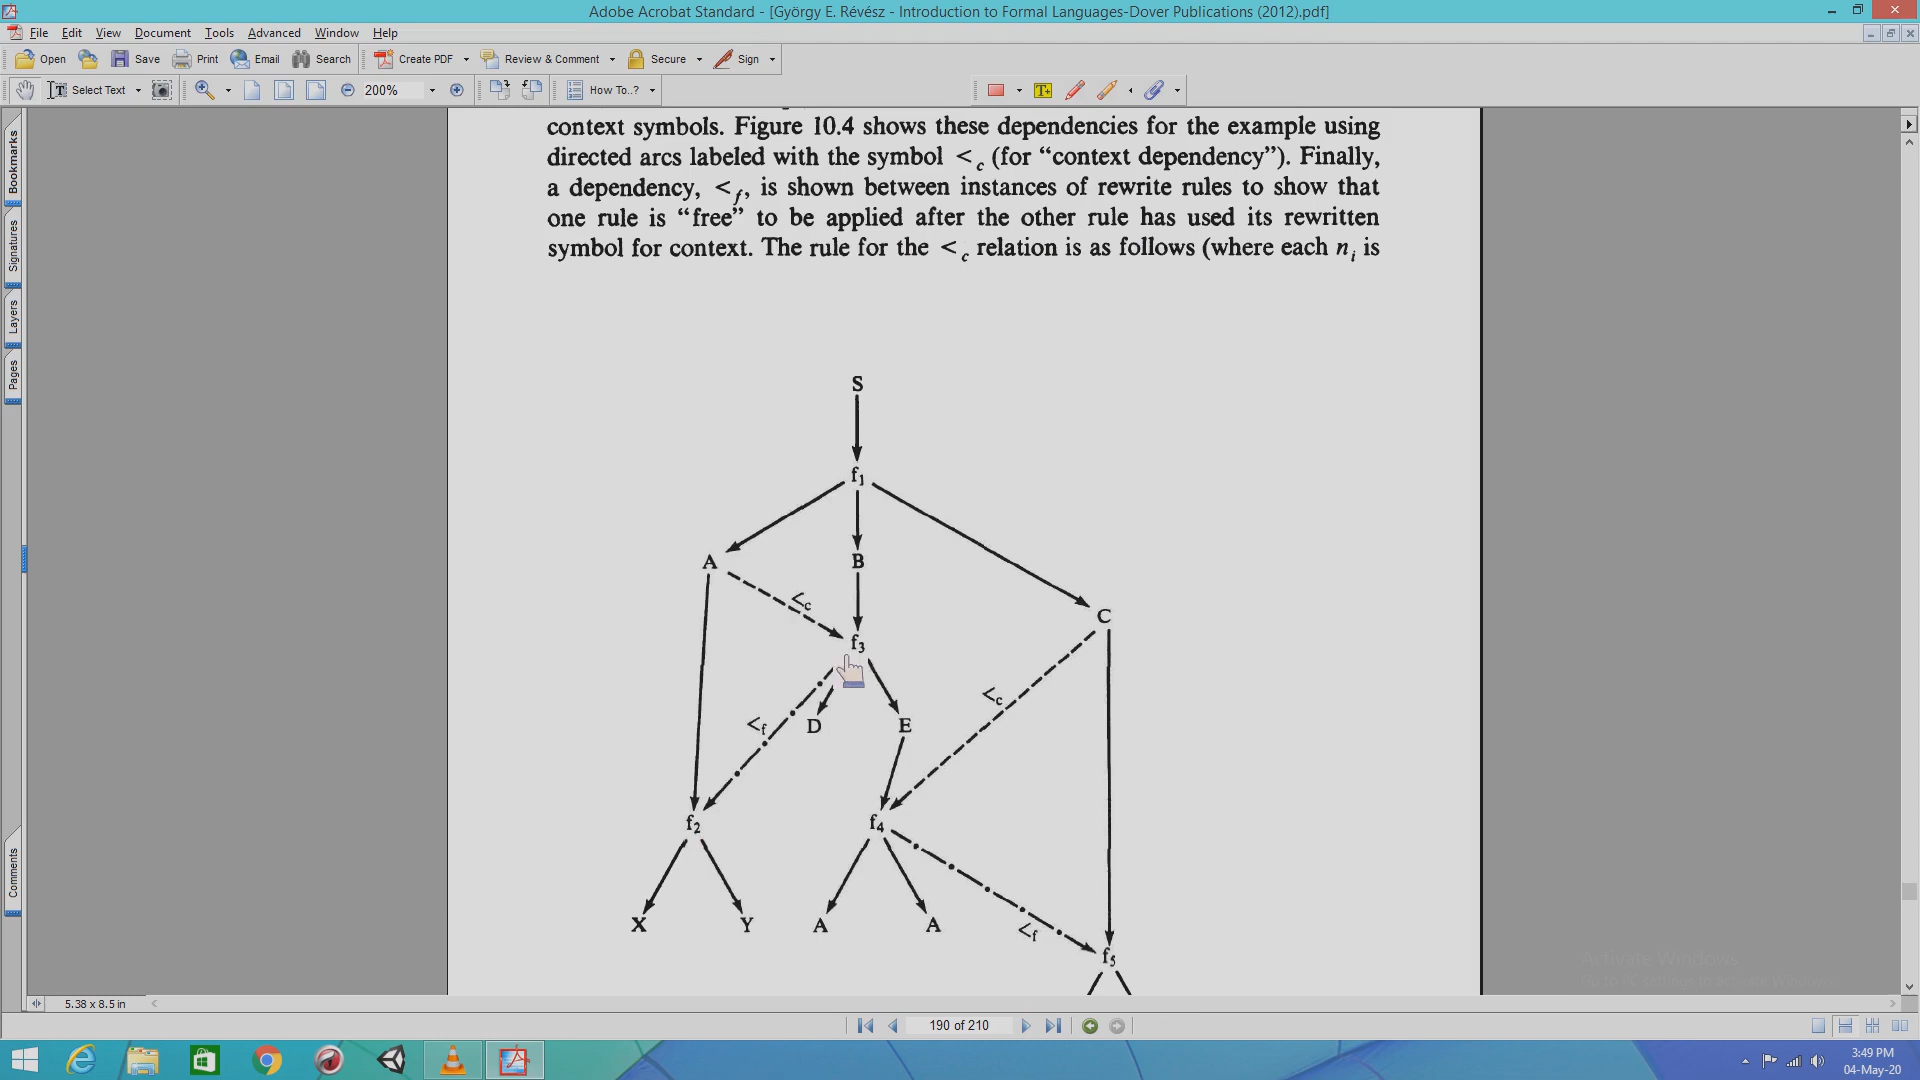 Adobe Acrobat Standard - [György E. Révész - Introduction to Formal Languages-Dover Publications (2012).pdf]
File Edit View Document Tools Advanced Window Help
Open Save Print Email Search Create PDF Review & Comment Secure Sign
Select Text 200% How To..?
Bookmarks
Signatures
Layers
Pages
Comments
context symbols. Figure 10.4 shows these dependencies for the example using
directed arcs labeled with the symbol <c (for “context dependency”). Finally,
a dependency, <f, is shown between instances of rewrite rules to show that
one rule is “free” to be applied after the other rule has used its rewritten
symbol for context. The rule for the <c relation is as follows (where each ni is
S
f1
A B
C
<c
f3
<c
<f D E
f2 f4
X Y A A
<f
f5
Activate Windows
5.38 x 8.5 in
190 of 210
3:49 PM
04-May-20